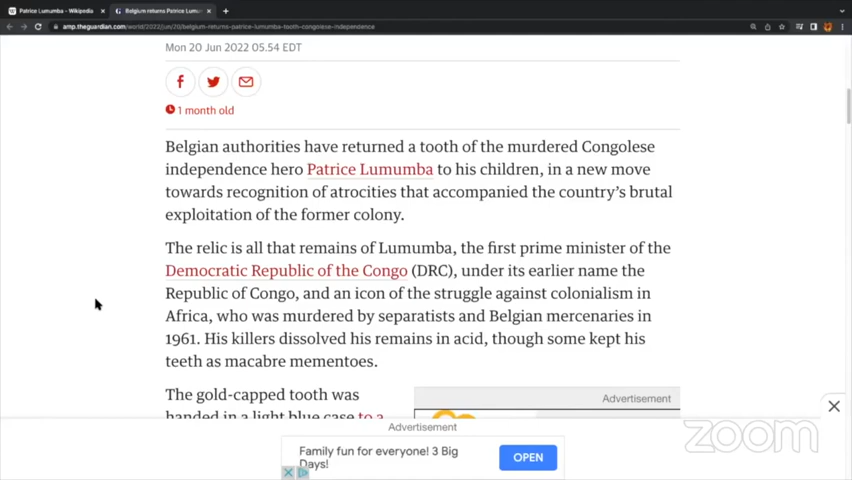 Patrice Lumumba - Wikipedia
Belgium returns Patrice Lumu
amp.theguardian.com/world/2022/jun/20/belgium-returns-patrice-lumumba-tooth-congolese-independence
Mon 20 Jun 2022 05.54 EDT
1 month old
Belgian authorities have returned a tooth of the murdered Congolese
independence hero Patrice Lumumba to his children, in a new move
towards recognition of atrocities that accompanied the country's brutal
exploitation of the former colony.
The relic is all that remains of Lumumba, the first prime minister of the
Democratic Republic of the Congo (DRC), under its earlier name the
Republic of Congo, and an icon of the struggle against colonialism in
Africa, who was murdered by separatists and Belgian mercenaries in
1961. His killers dissolved his remains in acid, though some kept his
teeth as macabre mementoes.
The gold-capped tooth was
handed in a light blue case to a
Advertisement
Advertisement
Family fun for everyone! 3 Big
Days!
OPEN
zoom